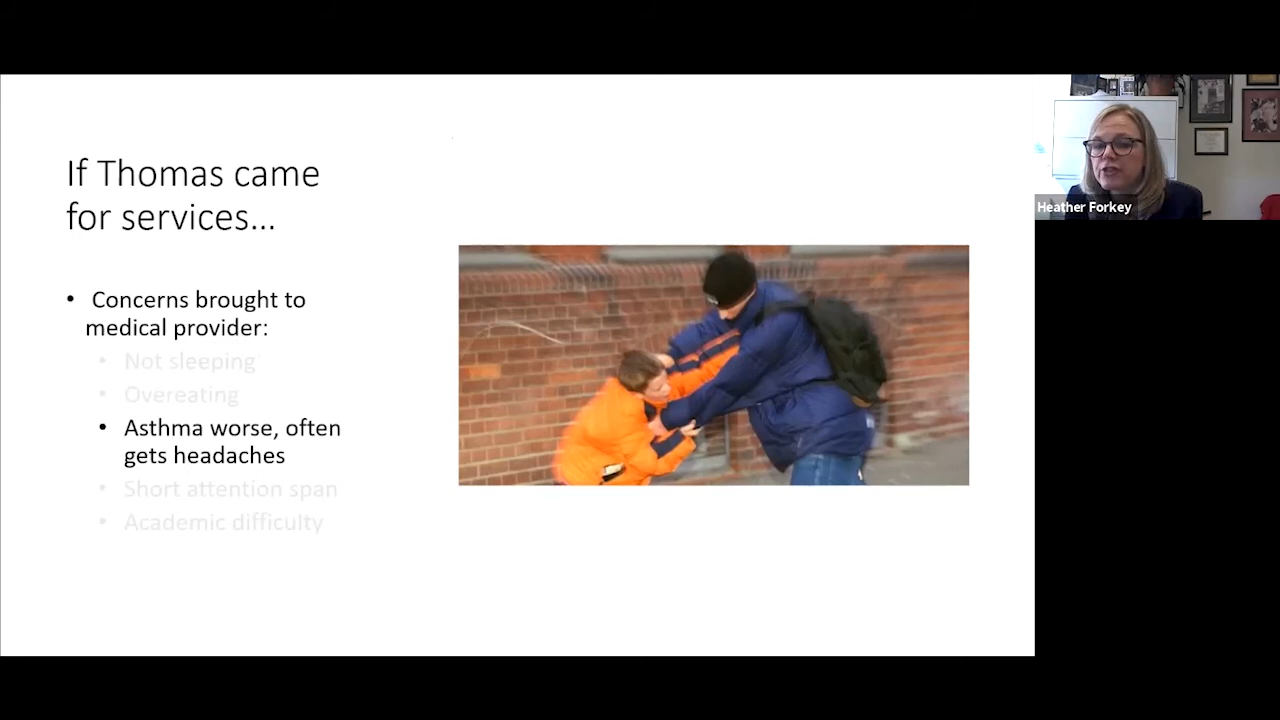 If Thomas came
for services...
• Concerns brought to
medical provider:
• Not sleeping
• Overeating
• Asthma worse, often
gets headaches
• Short attention span
• Academic difficulty
Heather Forkey